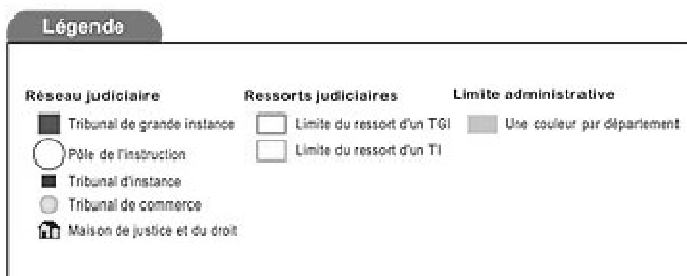 Légende
Réseau judiciaire
Tribunal de grande instance
Pôle de l'instruction
Tribunal d'instance
Tribunal de commerce
Maison de justice et du droit
Ressorts judiciaires
Limite du ressort d'un TGI
Limite du ressort d'un TI
Limite administrative
Une couleur par département